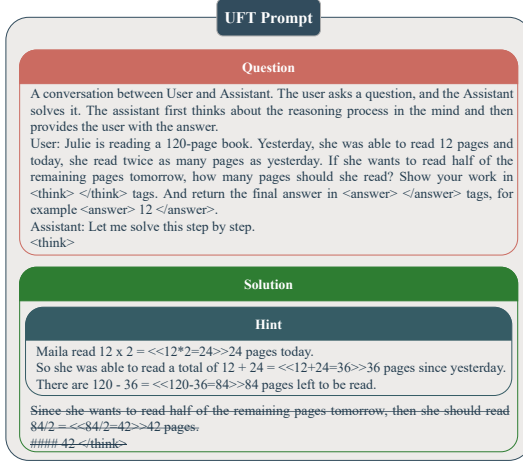 UFT Prompt
Question
A conversation between User and Assistant. The user asks a question, and the Assistant
solves it. The assistant first thinks about the reasoning process in the mind and then
provides the user with the answer.
User: Julie is reading a 120-page book. Yesterday, she was able to read 12 pages and
today, she read twice as many pages as yesterday. If she wants to read half of the
remaining pages tomorrow, how many pages should she read? Show your work in
<think> </think> tags. And return the final answer in <answer> </answer> tags, for
example <answer> 12 </answer>.
Assistant: Let me solve this step by step.
<think>
Solution
Hint
Maila read 12 x 2 = <<12*2=24>>24 pages today.
So she was able to read a total of 12 + 24 = <<12+24=36>>36 pages since yesterday.
There are 120 - 36 = <<120-36=84>>84 pages left to be read.
Since she wants to read half of the remaining pages tomorrow, then she should read
84/2 = <<84/2=42>>42 pages.
#### 42 </think>